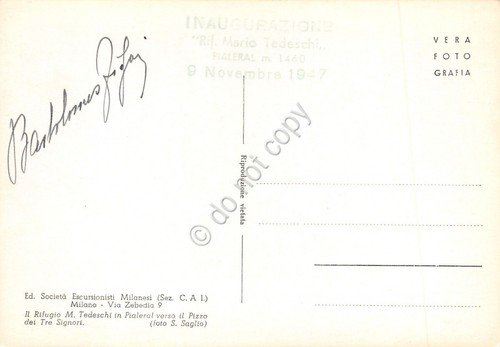 INAUGURAZIONE
"Rif. Mario Tedeschi„
PIALERAL m. 1460
9 Novembre 1947
VERA
FOTO
GRAFIA
Bartolomeo
Riproduzione vietata
© do not copy
Ed. Società Escursionisti Milanesi (Sez. C. A. I.)
Milano - Via Zebedia 9
Il Rifugio M. Tedeschi in Pialeral verso il Pizzo
dei Tre Signori. (foto S. Saglio)